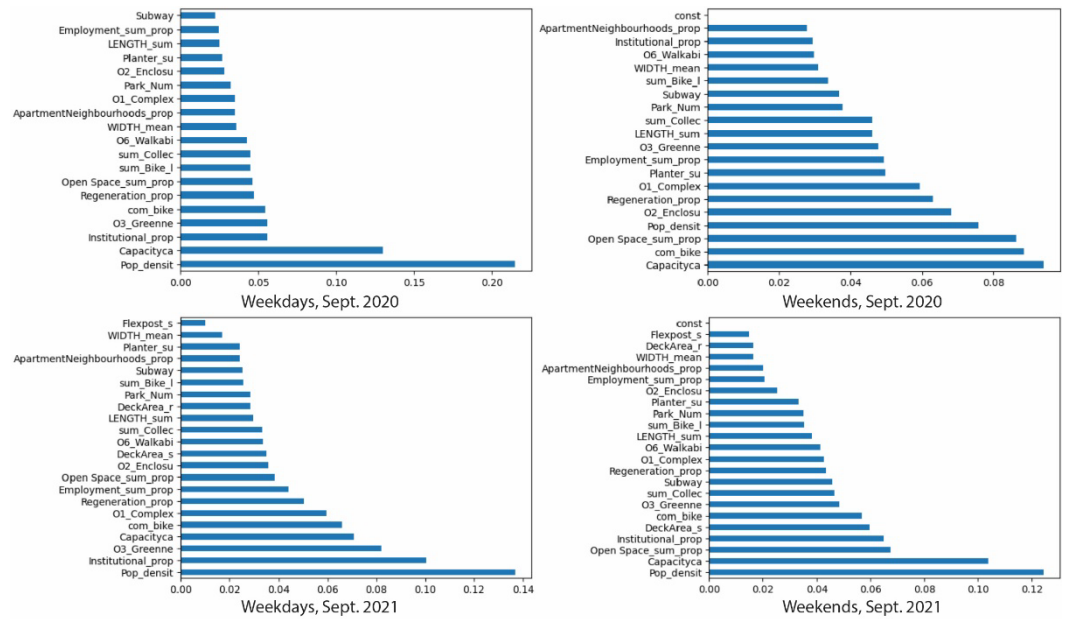 Subway
Employment_sum_prop
LENGTH_sum
Planter_su
O2_Enclosu
Park_Num
O1_Complex
ApartmentNeighbourhoods_prop
WIDTH_mean
O6_Walkabi
sum_Collec
sum_Bike_l
Open Space_sum_prop
Regeneration_prop
com_bike
O3_Greenne
Institutional_prop
Capacityca
Pop_densit
0.00 0.05 0.10 0.15 0.20
Weekdays, Sept. 2020
const
ApartmentNeighbourhoods_prop
Institutional_prop
O6_Walkabi
WIDTH_mean
sum_Bike_l
Subway
Park_Num
sum_Collec
LENGTH_sum
O3_Greenne
Employment_sum_prop
Planter_su
O1_Complex
Regeneration_prop
O2_Enclosu
Pop_densit
Open Space_sum_prop
com_bike
Capacityca
0.00 0.02 0.04 0.06 0.08
Weekends, Sept. 2020
Flexpost_s
WIDTH_mean
Planter_su
ApartmentNeighbourhoods_prop
Subway
sum_Bike_l
Park_Num
DeckArea_r
LENGTH_sum
sum_Collec
O6_Walkabi
DeckArea_s
O2_Enclosu
Open Space_sum_prop
Employment_sum_prop
Regeneration_prop
O1_Complex
com_bike
Capacityca
O3_Greenne
Institutional_prop
Pop_densit
0.00 0.02 0.04 0.06 0.08 0.10 0.12 0.14
Weekdays, Sept. 2021
const
Flexpost_s
DeckArea_r
WIDTH_mean
ApartmentNeighbourhoods_prop
Employment_sum_prop
O2_Enclosu
Planter_su
Park_Num
sum_Bike_l
LENGTH_sum
O6_Walkabi
O1_Complex
Regeneration_prop
Subway
sum_Collec
O3_Greenne
com_bike
DeckArea_s
Institutional_prop
Open Space_sum_prop
Capacityca
Pop_densit
0.00 0.02 0.04 0.06 0.08 0.10 0.12
Weekends, Sept. 2021